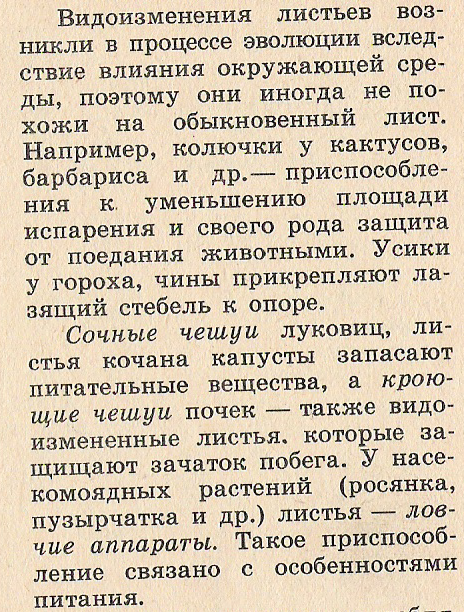 Видоизменения листьев воз-
никли в процессе эволюции вслед-
ствие влияния окружающей сре-
ды, поэтому они иногда не по-
хожи на обыкновенный лист.
Например, колючки у кактусов,
барбариса и др.— приспособле-
ния к уменьшению площади
испарения и своего рода защита
от поедания животными. Усики
у гороха, чины прикрепляют ла-
зящий стебель к опоре.
Сочные чешуи луковиц, ли-
стья кочана капусты запасают
питательные вещества, а крою-
щие чешуи почек — также видо-
измененные листья. которые за-
щищают зачаток побега. У насе-
комоядных растений (росянка,
пузырчатка и др.) листья — лов-
чие аппараты. Такое приспособ-
ление связано с особенностями
питания.